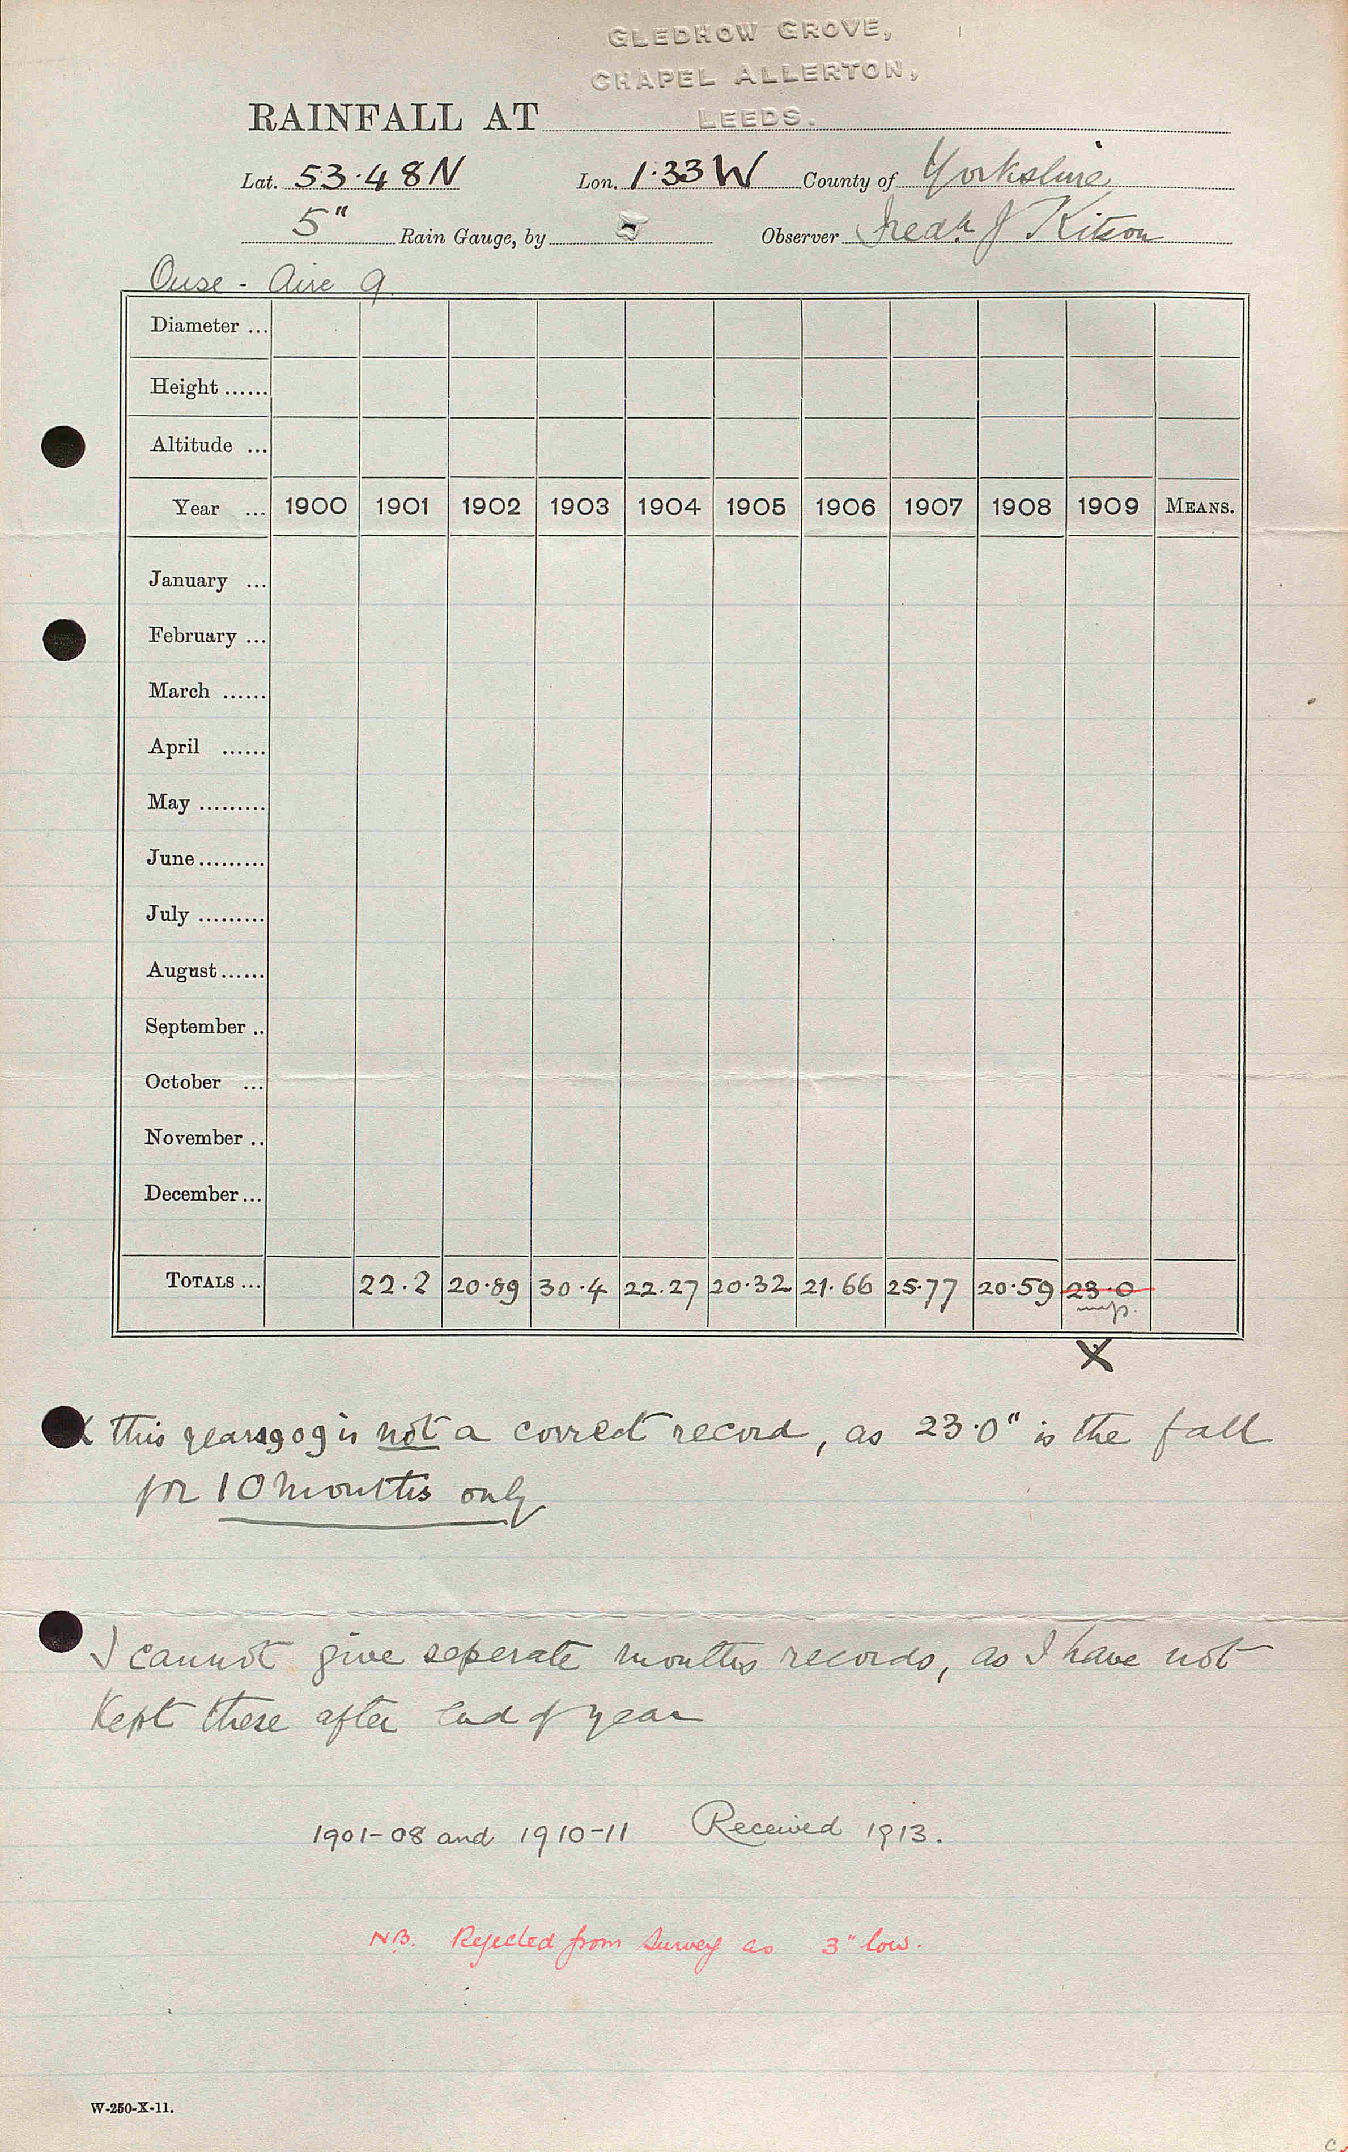 GLEDHOW GROVE,
CHAPEL ALLERTON,
LEEDS.
RAINFALL AT
Lat. 53·48N Lon. 1·33 W County of Yorkshire
5" Rain Gauge, by Observer Fredk J Kitson
Ouse - Aire 9
Diameter ...
Height ......
Altitude ...
Year ... 1900 1901 1902 1903 1904 1905 1906 1907 1908 1909 MEANS.
January ...
February ...
March ......
April ......
May .........
June .........
July .........
August ......
September ..
October ...
November ..
December ...
TOTALS ... 22.2 20·89 30·4 22.27 20·32 21.66 25.77 20·59 23·0
X
X this years 1909 is not a correct record, as 23·0" is the fall
for 10 months only
I cannot give seperate months records, as I have not
Kept these after end of year
1901-08 and 1910-11 Received 1913.
NB. Rejected from Survey as 3" low.
W-250-X-11.